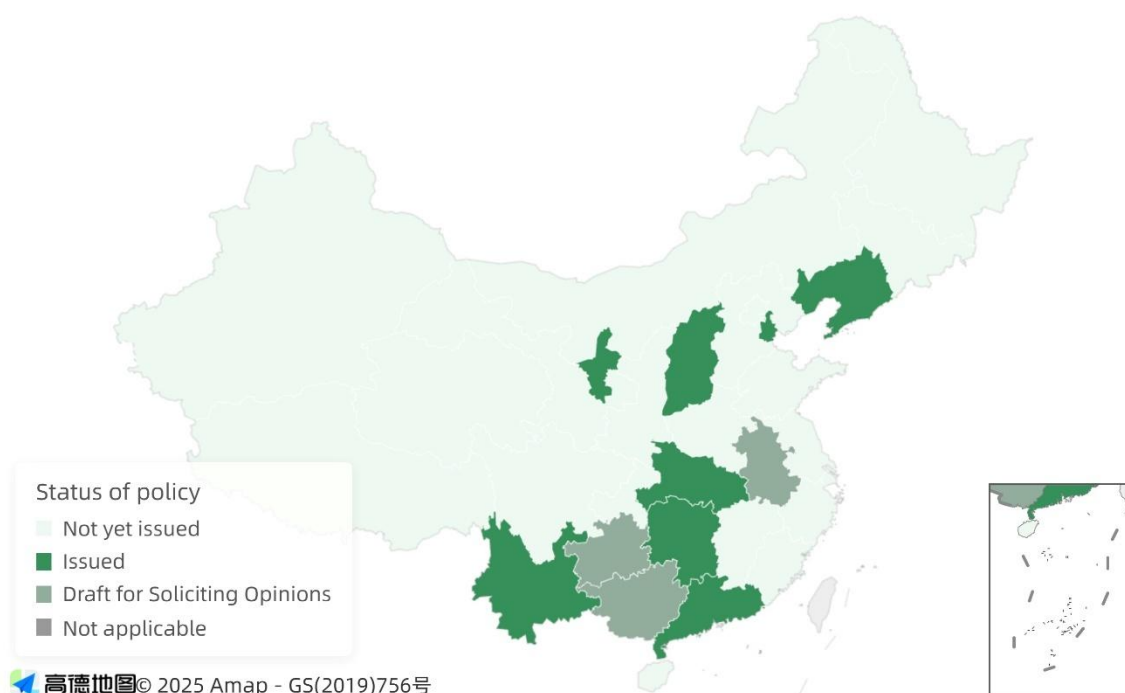 Status of policy
Not yet issued
Issued
Draft for Soliciting Opinions
Not applicable
高德地图© 2025 Amap - GS(2019)756号